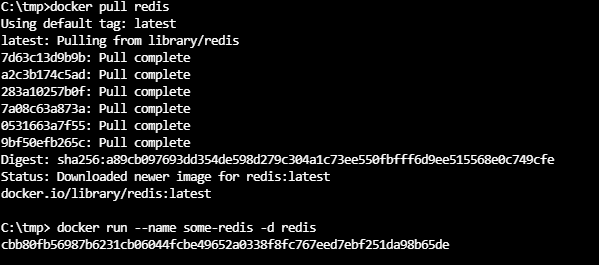 C:\tmp>docker pull redis
Using default tag: latest
latest: Pulling from library/redis
7d63c13d9b9b: Pull complete
a2c3b174c5ad: Pull complete
283a10257b0f: Pull complete
7a08c63a873a: Pull complete
0531663a7f55: Pull complete
9bf50efb265c: Pull complete
Digest: sha256:a89cb097693dd354de598d279c304a1c73ee550fbfff6d9ee515568e0c749cfe
Status: Downloaded newer image for redis:latest
docker.io/library/redis:latest
C:\tmp> docker run --name some-redis -d redis
cbb80fb56987b6231cb06044fcbe49652a0338f8fc767eed7ebf251da98b65de